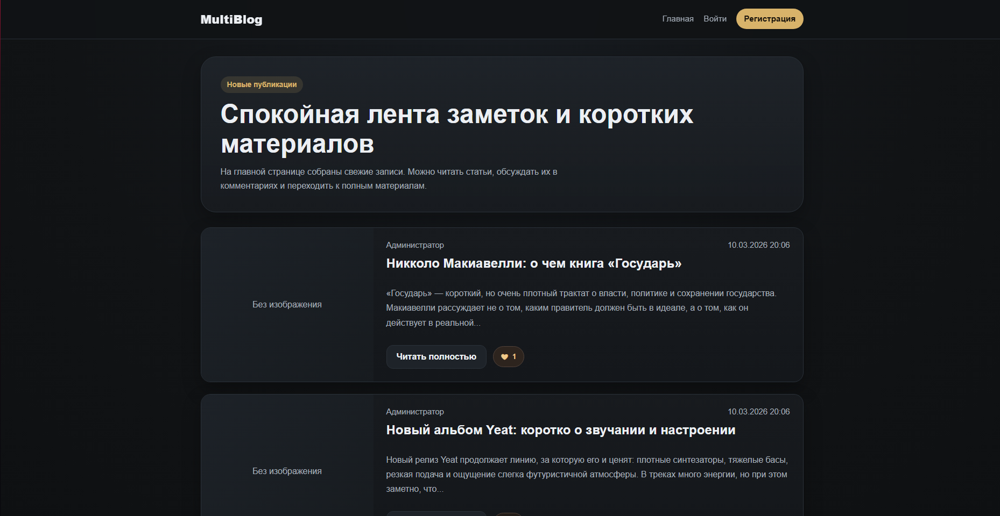 MultiBlog
Главная Войти Регистрация
Новые публикации
Спокойная лента заметок и коротких
материалов
На главной странице собраны свежие записи. Можно читать статьи, обсуждать их в
комментариях и переходить к полным материалам.
Без изображения
Администратор 10.03.2026 20:06
Никколо Макиавелли: о чем книга «Государь»
«Государь» — короткий, но очень плотный трактат о власти, политике и сохранении государства.
Макиавелли рассуждает не о том, каким правитель должен быть в идеале, а о том, как он
действует в реальной...
Читать полностью 1
Без изображения
Администратор 10.03.2026 20:06
Новый альбом Yeat: коротко о звучании и настроении
Новый релиз Yeat продолжает линию, за которую его и ценят: плотные синтезаторы, тяжелые басы,
резкая подача и ощущение слегка футуристичной атмосферы. В треках много энергии, но при этом
заметно, что...